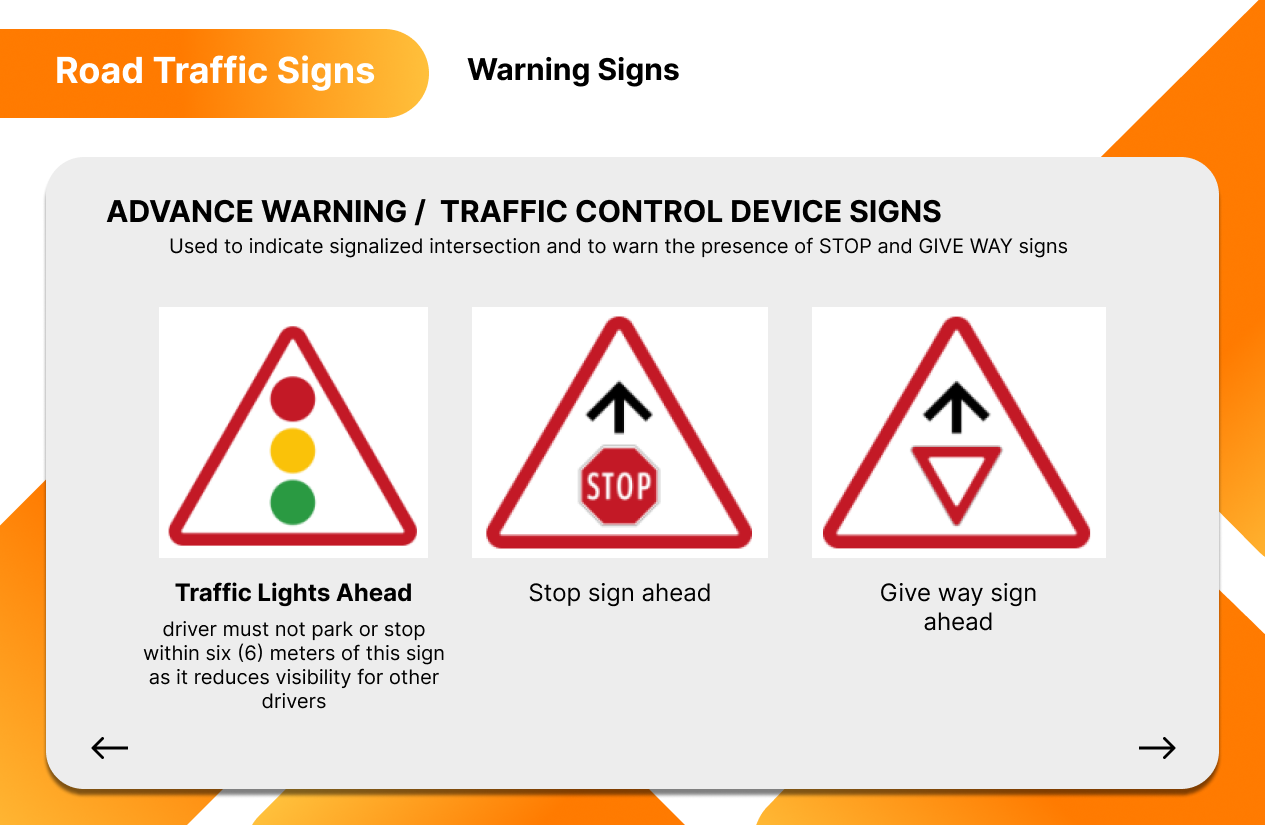 Road Traffic Signs
Warning Signs
ADVANCE WARNING / TRAFFIC CONTROL DEVICE SIGNS
Used to indicate signalized intersection and to warn the presence of STOP and GIVE WAY signs
STOP
Traffic Lights Ahead
driver must not park or stop
within six (6) meters of this sign
as it reduces visibility for other
drivers
Stop sign ahead
Give way sign
ahead